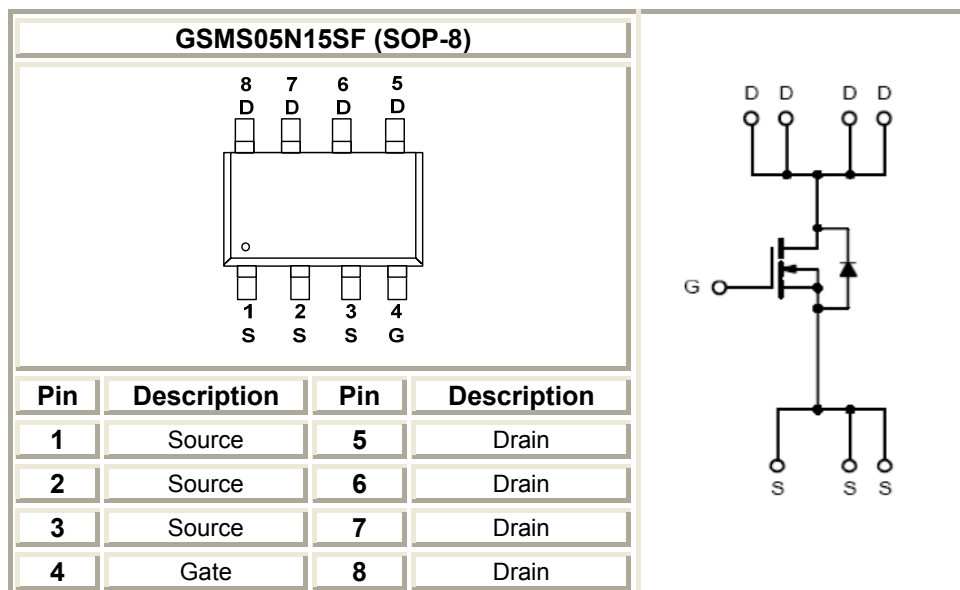 GSMS05N15SF (SOP-8)
8 7 6 5
D D D D
1 2 3 4
S S S G
Pin Description Pin Description
1 Source 5 Drain
2 Source 6 Drain
3 Source 7 Drain
4 Gate 8 Drain
D D D D
G
S S S